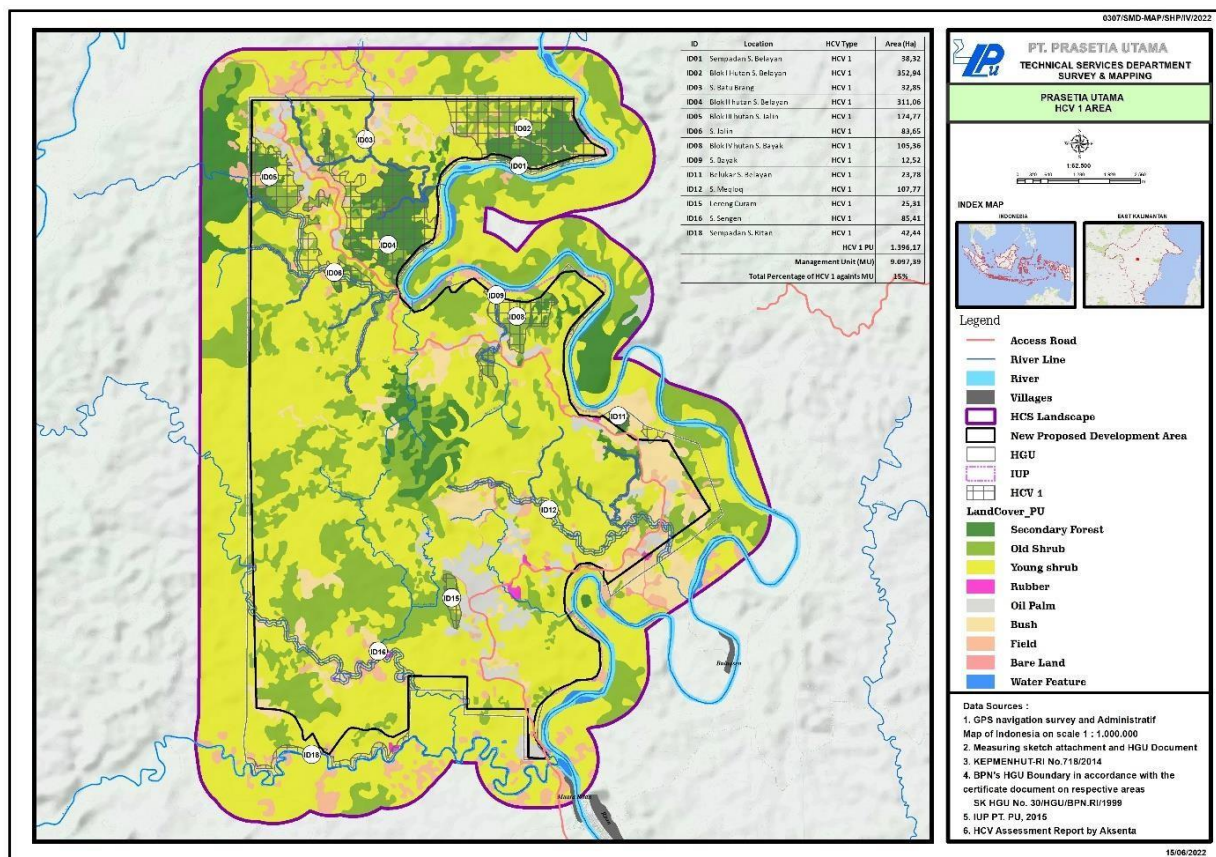 0307/SMD-MAP/SHP/IV/2022
ID Location HCV Type Area (Ha)
ID01 Sempadan S. Belayan HCV 1 38,32
ID02 Blok I Hutan S. Belayan HCV 1 352,94
ID03 S. Batu Brang HCV 1 32,85
ID04 Blok II hutan S. Belayan HCV 1 311,06
ID05 Blok III hutan S. Jalin HCV 1 174,77
ID06 S. Jalin HCV 1 83,65
ID08 Blok IV hutan S. Bayak HCV 1 105,36
ID09 S. Bayak HCV 1 12,52
ID11 Belukar S. Belayan HCV 1 23,78
ID12 S. Meqloq HCV 1 107,77
ID15 Lereng Curam HCV 1 25,31
ID16 S. Sengen HCV 1 85,41
ID18 Sempadan S. Kitan HCV 1 42,44
HCV 1 PU 1.396,17
Management Unit (MU) 9.097,39
Total Percentage of HCV 1 againts MU 15%
ID02
ID03
ID01
ID05
ID04
ID06
ID09
ID08
ID11
ID12
ID15
ID16
ID18
PT. PRASETIA UTAMA
TECHNICAL SERVICES DEPARTMENT
SURVEY & MAPPING
PRASETIA UTAMA
HCV 1 AREA
1:62.500
INDEX MAP
INDONESIA
EAST KALIMANTAN
Legend
Access Road
River Line
River
Villages
HCS Landscape
New Proposed Development Area
HGU
IUP
HCV 1
LandCover_PU
Secondary Forest
Old Shrub
Young shrub
Rubber
Oil Palm
Bush
Field
Bare Land
Water Feature
Data Sources :
1. GPS navigation survey and Administratif
Map of Indonesia on scale 1 : 1.000.000
2. Measuring sketch attachment and HGU Document
3. KEPMENHUT-RI No.718/2014
4. BPN's HGU Boundary in accordance with the
certificate document on respective areas
SK HGU No. 30/HGU/BPN.RI/1999
5. IUP PT. PU, 2015
6. HCV Assessment Report by Aksenta
15/06/2022